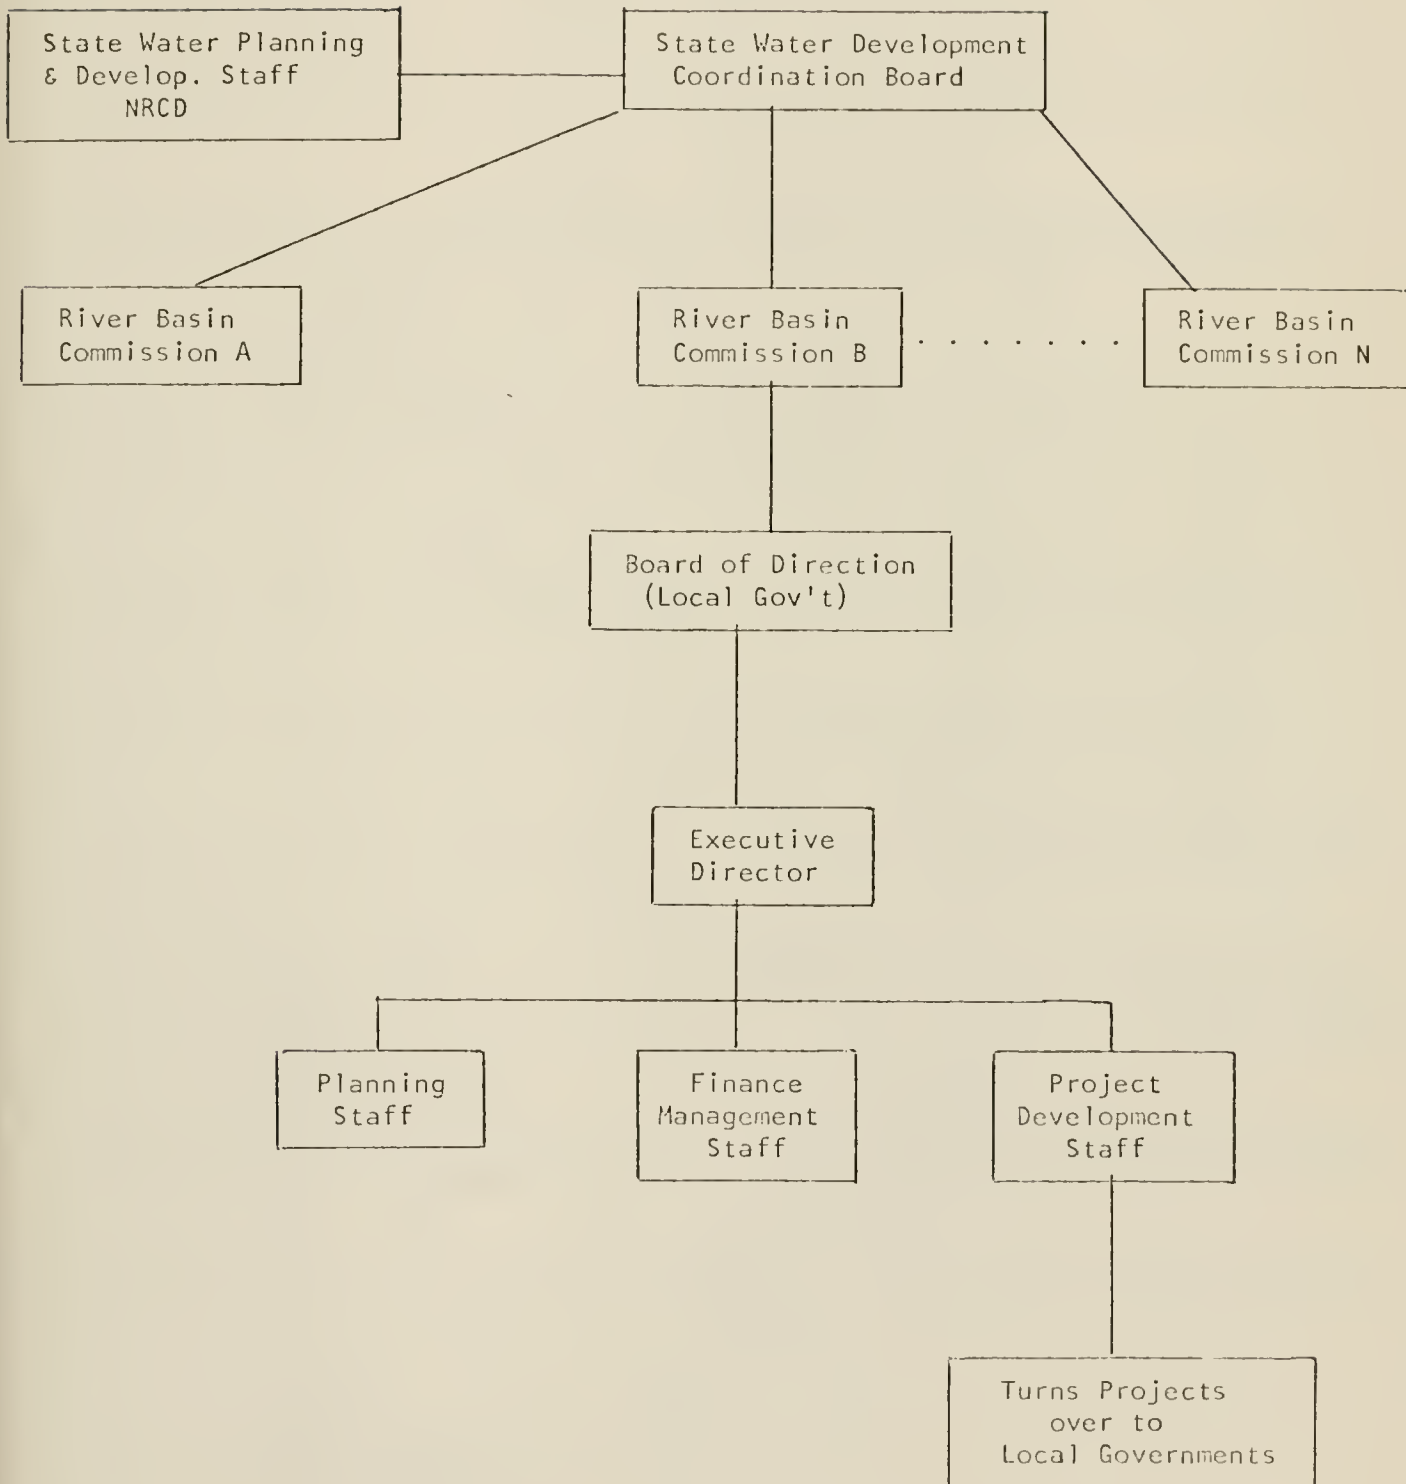 State Water Planning
& Develop. Staff
NRCD
State Water Development
Coordination Board
River Basin
Commission A
River Basin
Commission B
. . . . . . .
River Basin
Commission N
Board of Direction
(Local Gov't)
Executive
Director
Planning
Staff
Finance
Management
Staff
Project
Development
Staff
Turns Projects
over to
Local Governments